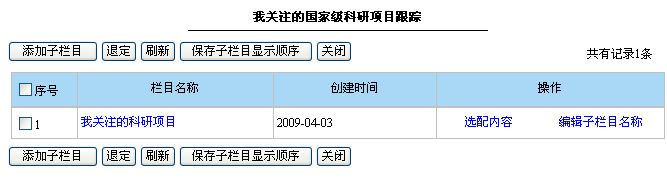 我关注的国家级科研项目跟踪
添加子栏目 退定 刷新 保存子栏目显示顺序 关闭 共有记录1条
序号 栏目名称 创建时间 操作
1 我关注的科研项目 2009-04-03 选配内容 编辑子栏目名称
添加子栏目 退定 刷新 保存子栏目显示顺序 关闭